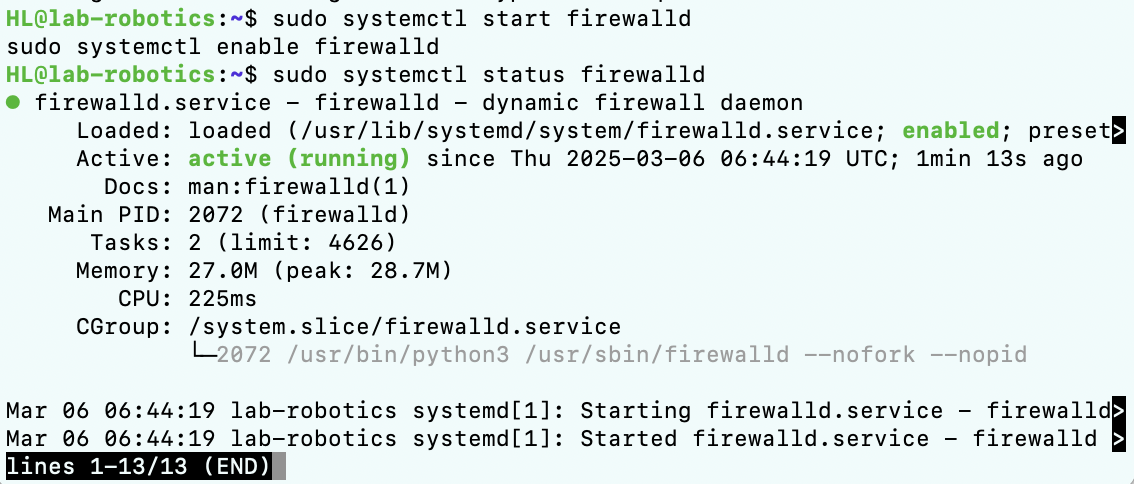 HL@lab-robotics:~$ sudo systemctl start firewalld
sudo systemctl enable firewalld
HL@lab-robotics:~$ sudo systemctl status firewalld
● firewalld.service - firewalld - dynamic firewall daemon
     Loaded: loaded (/usr/lib/systemd/system/firewalld.service; enabled; preset>
     Active: active (running) since Thu 2025-03-06 06:44:19 UTC; 1min 13s ago
       Docs: man:firewalld(1)
   Main PID: 2072 (firewalld)
      Tasks: 2 (limit: 4626)
     Memory: 27.0M (peak: 28.7M)
        CPU: 225ms
     CGroup: /system.slice/firewalld.service
             └─2072 /usr/bin/python3 /usr/sbin/firewalld --nofork --nopid
Mar 06 06:44:19 lab-robotics systemd[1]: Starting firewalld.service - firewalld>
Mar 06 06:44:19 lab-robotics systemd[1]: Started firewalld.service - firewalld >
lines 1-13/13 (END)